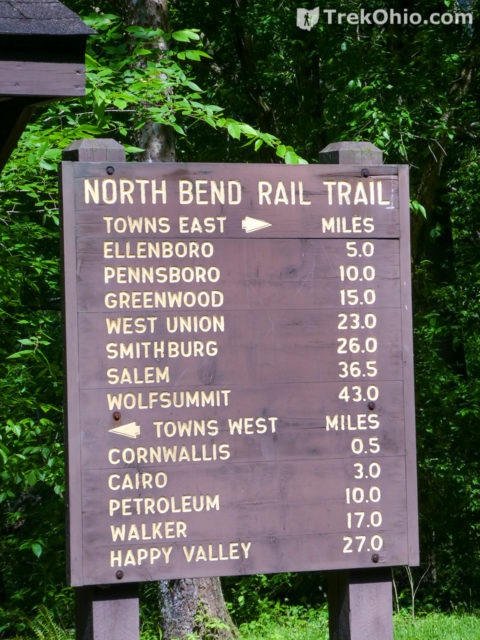 TrekOhio.com
NORTH BEND RAIL TRAIL
TOWNS EAST MILES
ELLENBORO 5.0
PENNSBORO 10.0
GREENWOOD 15.0
WEST UNION 23.0
SMITHBURG 26.0
SALEM 36.5
WOLFSUMMIT 43.0
TOWNS WEST MILES
CORNWALLIS 0.5
CAIRO 3.0
PETROLEUM 10.0
WALKER 17.0
HAPPY VALLEY 27.0